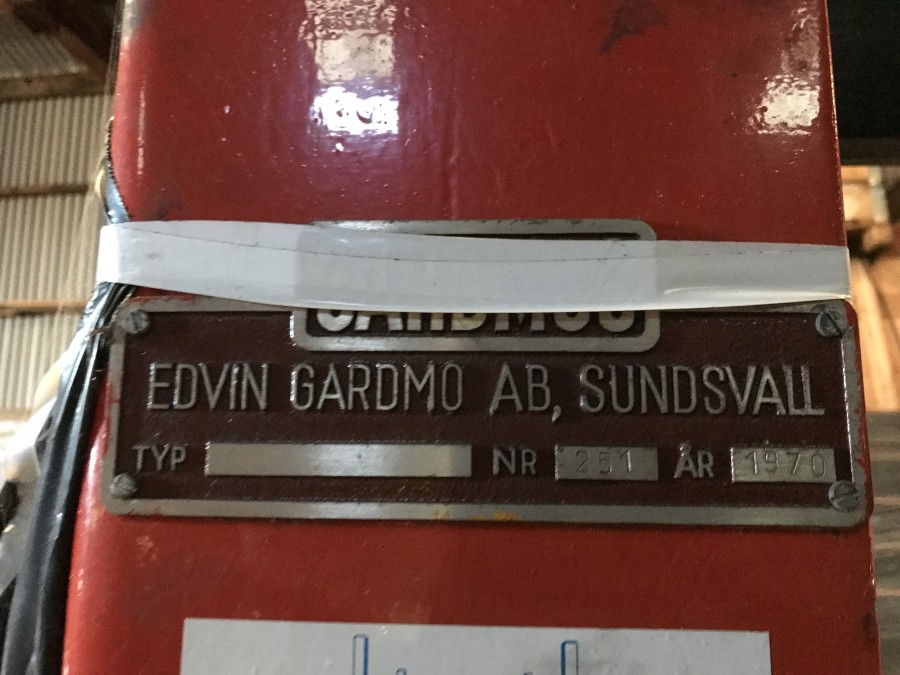 EDVIN GARDMO AB, SUNDSVALL
TYP NR 251 ÅR 1970